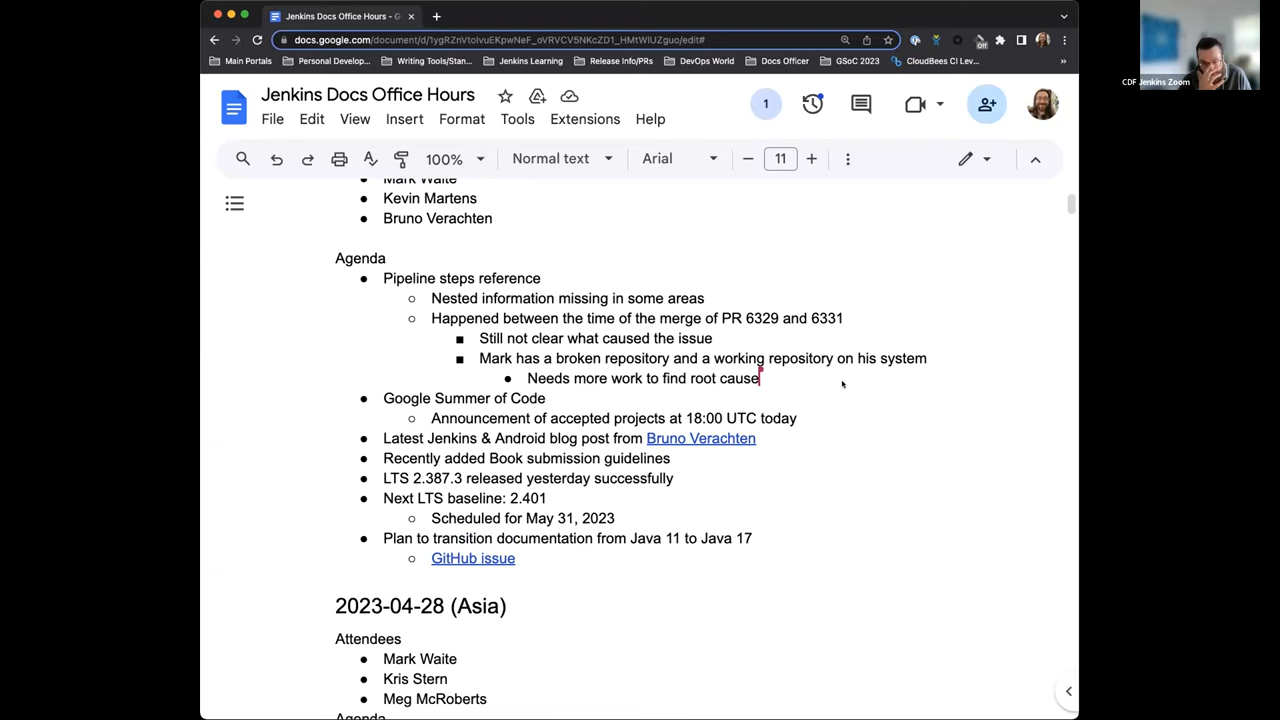 Jenkins Docs Office Hours - G
docs.google.com/document/d/1ygRZnVtoIvuEKpwNeF_oVRVCV5NKcZD1_HMtWIUZguo/edit#
Main Portals
Personal Develop...
Writing Tools/Stan...
Jenkins Learning
Release Info/PRs
DevOps World
Docs Officer
GSoC 2023
CloudBees CI Lev...
»
CDF Jenkins Zoom
Jenkins Docs Office Hours
1
File Edit View Insert Format Tools Extensions Help
100% Normal text Arial 11
Mark Waite
Kevin Martens
Bruno Verachten
Agenda
Pipeline steps reference
Nested information missing in some areas
Happened between the time of the merge of PR 6329 and 6331
Still not clear what caused the issue
Mark has a broken repository and a working repository on his system
Needs more work to find root cause
Google Summer of Code
Announcement of accepted projects at 18:00 UTC today
Latest Jenkins & Android blog post from Bruno Verachten
Recently added Book submission guidelines
LTS 2.387.3 released yesterday successfully
Next LTS baseline: 2.401
Scheduled for May 31, 2023
Plan to transition documentation from Java 11 to Java 17
GitHub issue
2023-04-28 (Asia)
Attendees
Mark Waite
Kris Stern
Meg McRoberts
Agenda